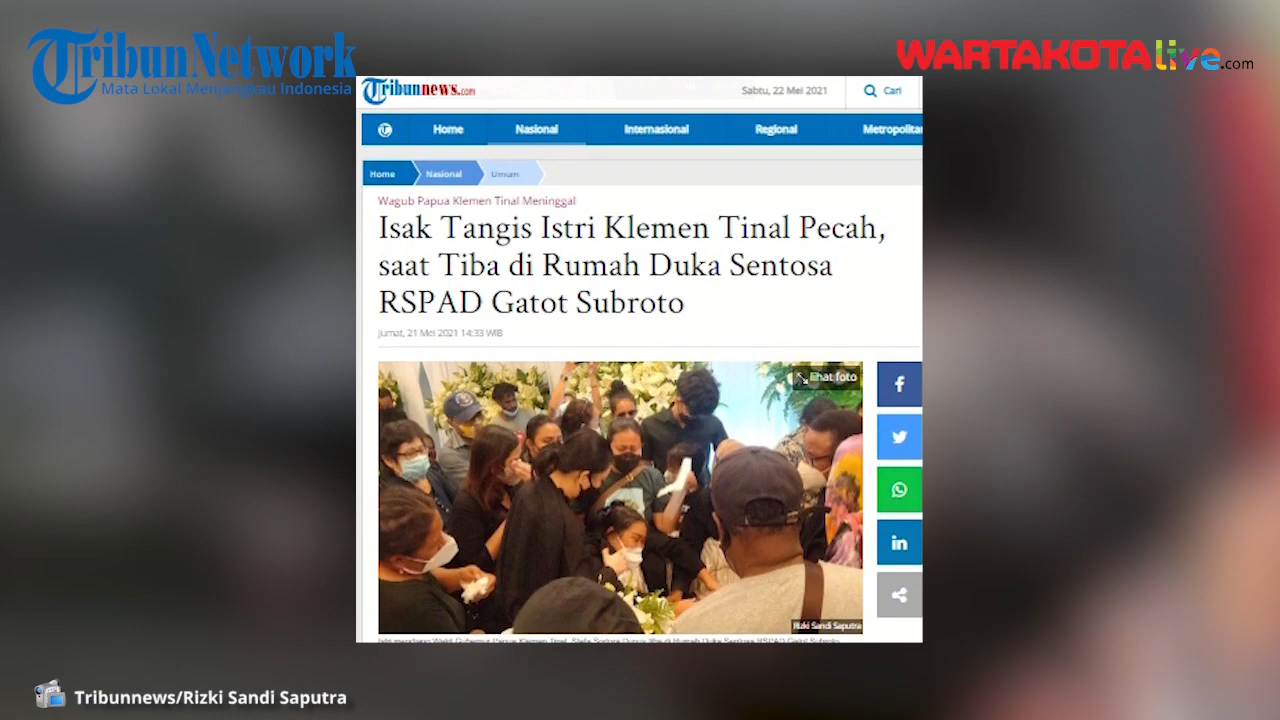 Tribun Network
Mata Lokal Menjangkau Indonesia
WARTAKOTAlive.com
Tribunnews.com
Sabtu, 22 Mei 2021
Cari
Home
Nasional
Internasional
Regional
Metropolitan
Home
Nasional
Umum
Wagub Papua Klemen Tinal Meninggal
Isak Tangis Istri Klemen Tinal Pecah,
saat Tiba di Rumah Duka Sentosa
RSPAD Gatot Subroto
Jumat, 21 Mei 2021 14:33 WIB
lihat foto
Rizki Sandi Saputra
Tribunnews/Rizki Sandi Saputra